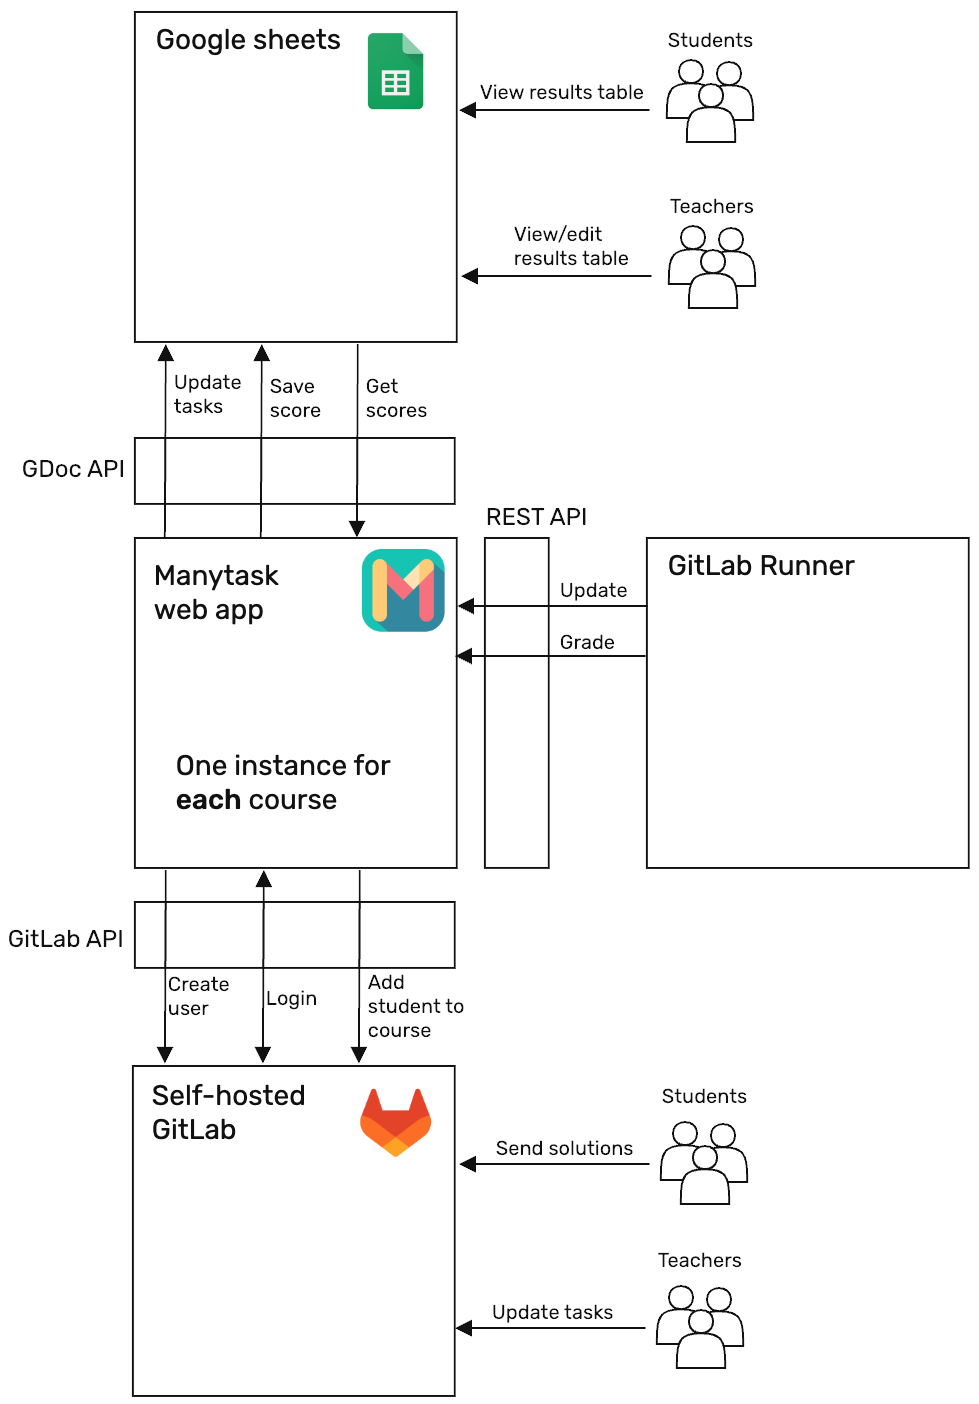 Google sheets
Students
View results table
Teachers
View/edit
results table
Update
tasks
Save
score
Get
scores
GDoc API
REST API
Manytask
web app
GitLab Runner
Update
Grade
One instance for
each course
GitLab API
Create
user
Login
Add
student to
course
Self-hosted
GitLab
Students
Send solutions
Teachers
Update tasks